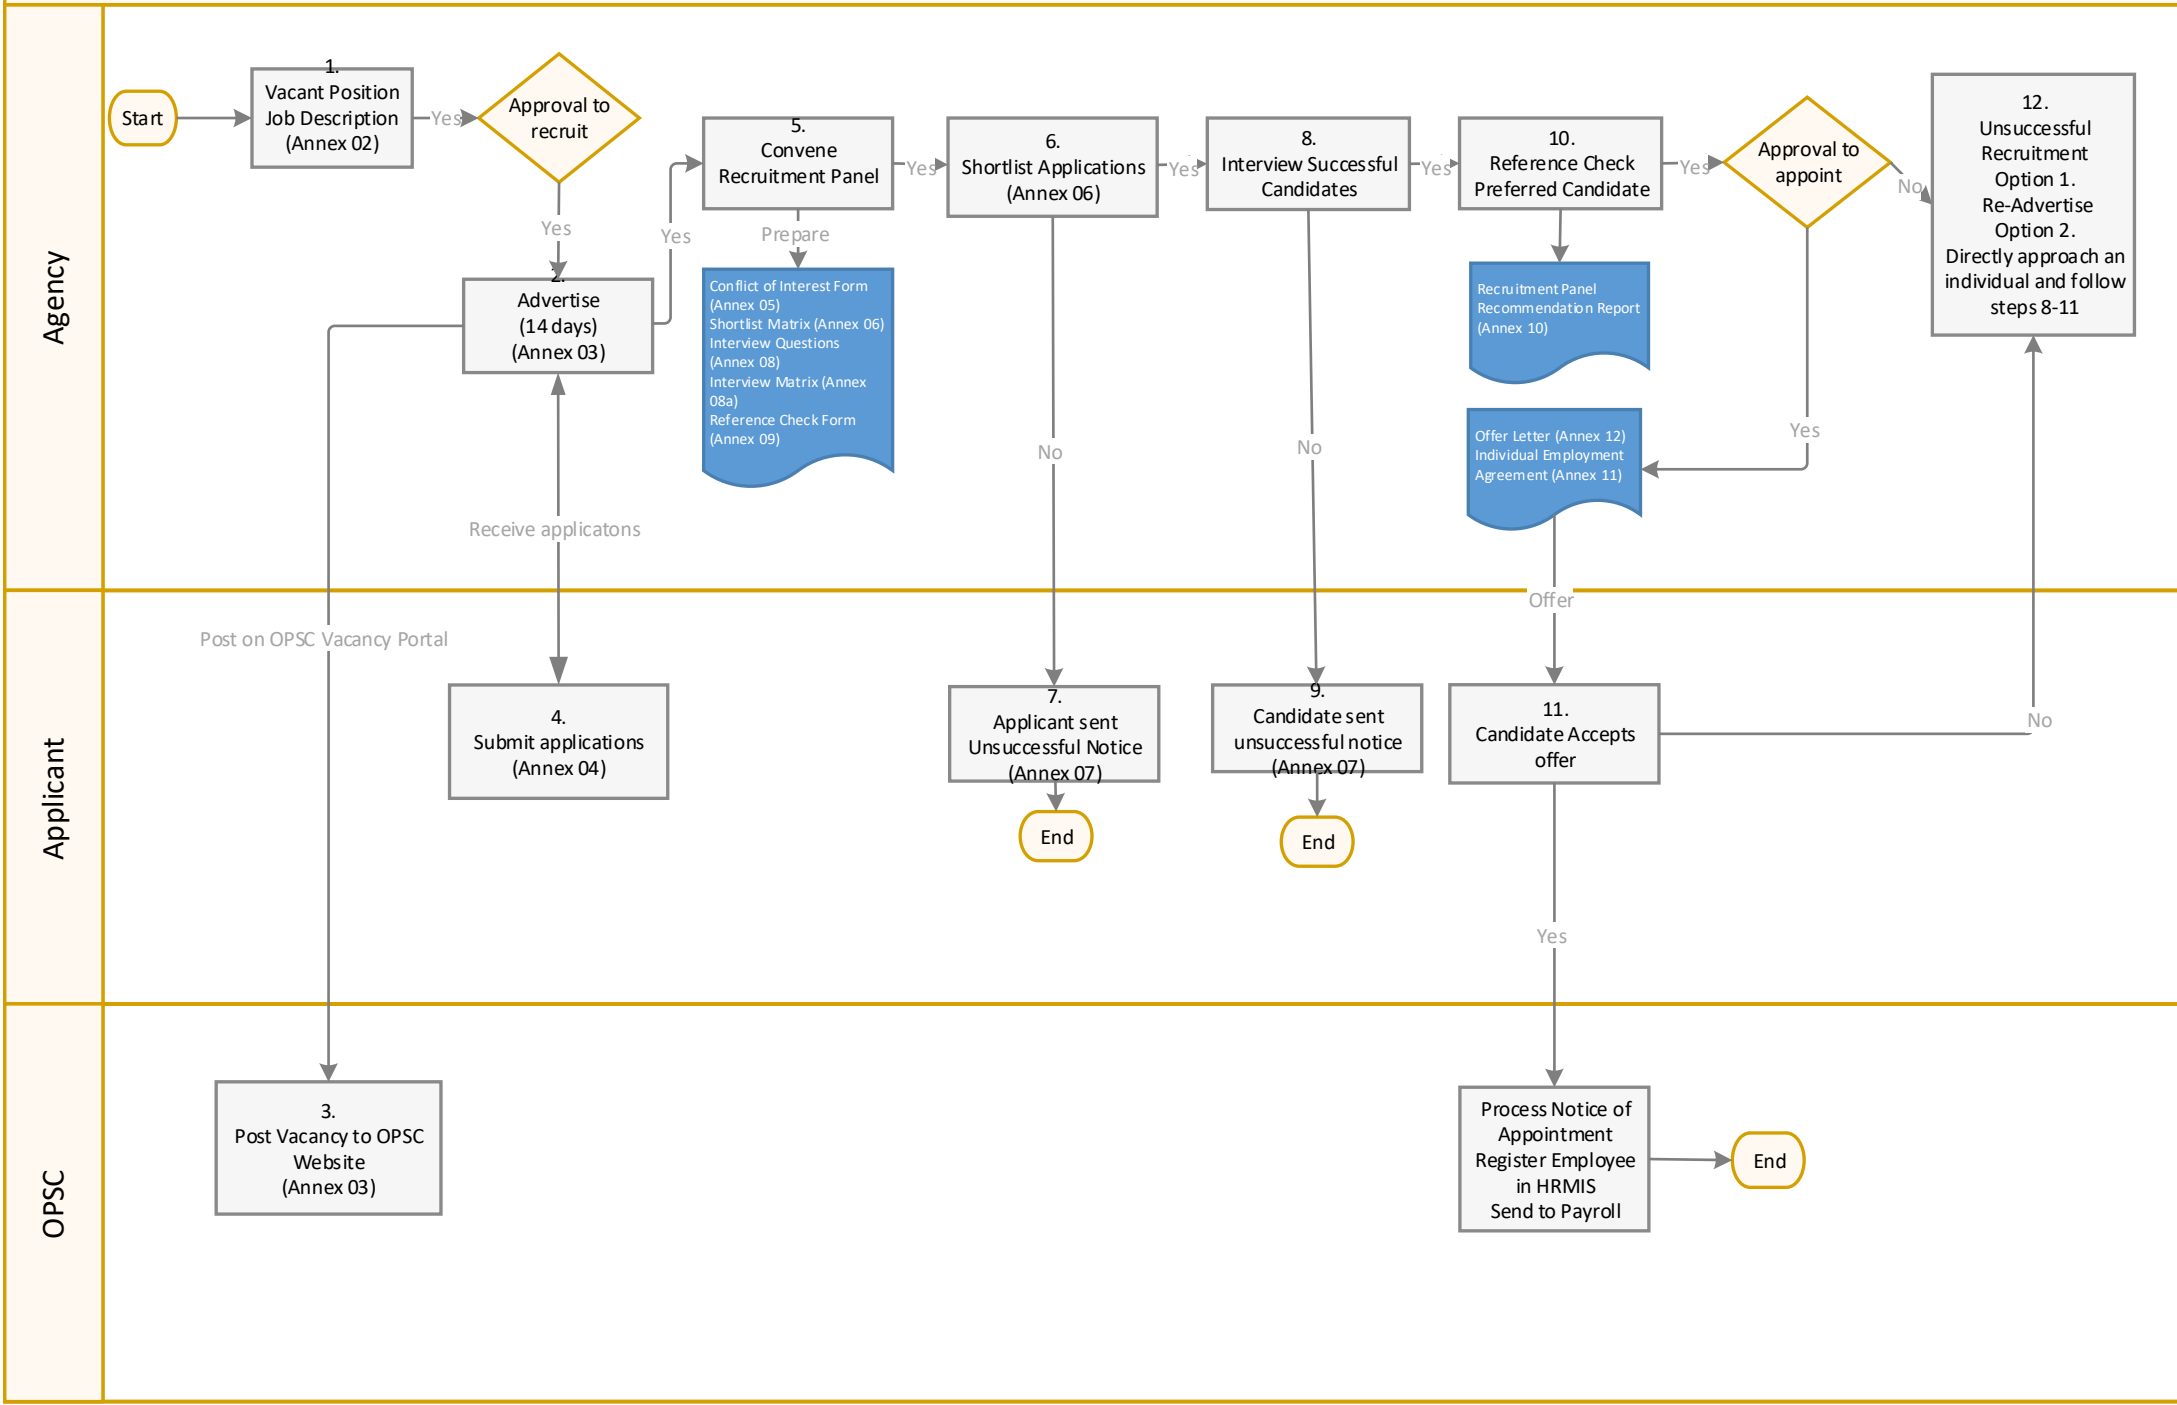 Agency
Start
1.
Vacant Position
Job Description
(Annex 02)
Yes
Approval to
recruit
Yes
2.
Advertise
(14 days)
(Annex 03)
Yes
5.
Convene
Recruitment Panel
Prepare
Conflict of Interest Form
(Annex 05)
Shortlist Matrix (Annex 06)
Interview Questions
(Annex 08)
Interview Matrix (Annex
08a)
Reference Check Form
(Annex 09)
Yes
6.
Shortlist Applications
(Annex 06)
Yes
No
8.
Interview Successful
Candidates
Yes
No
10.
Reference Check
Preferred Candidate
Recruitment Panel
Recommendation Report
(Annex 10)
Yes
Approval to
appoint
No
Yes
Offer Letter (Annex 12)
Individual Employment
Agreement (Annex 11)
12.
Unsuccessful
Recruitment
Option 1.
Re-Advertise
Option 2.
Directly approach an
individual and follow
steps 8-11
Receive applicatons
Offer
Applicant
Post on OPSC Vacancy Portal
4.
Submit applications
(Annex 04)
7.
Applicant sent
Unsuccessful Notice
(Annex 07)
End
9.
Candidate sent
unsuccessful notice
(Annex 07)
End
11.
Candidate Accepts
offer
No
Yes
OPSC
3.
Post Vacancy to OPSC
Website
(Annex 03)
Process Notice of
Appointment
Register Employee
in HRMIS
Send to Payroll
End